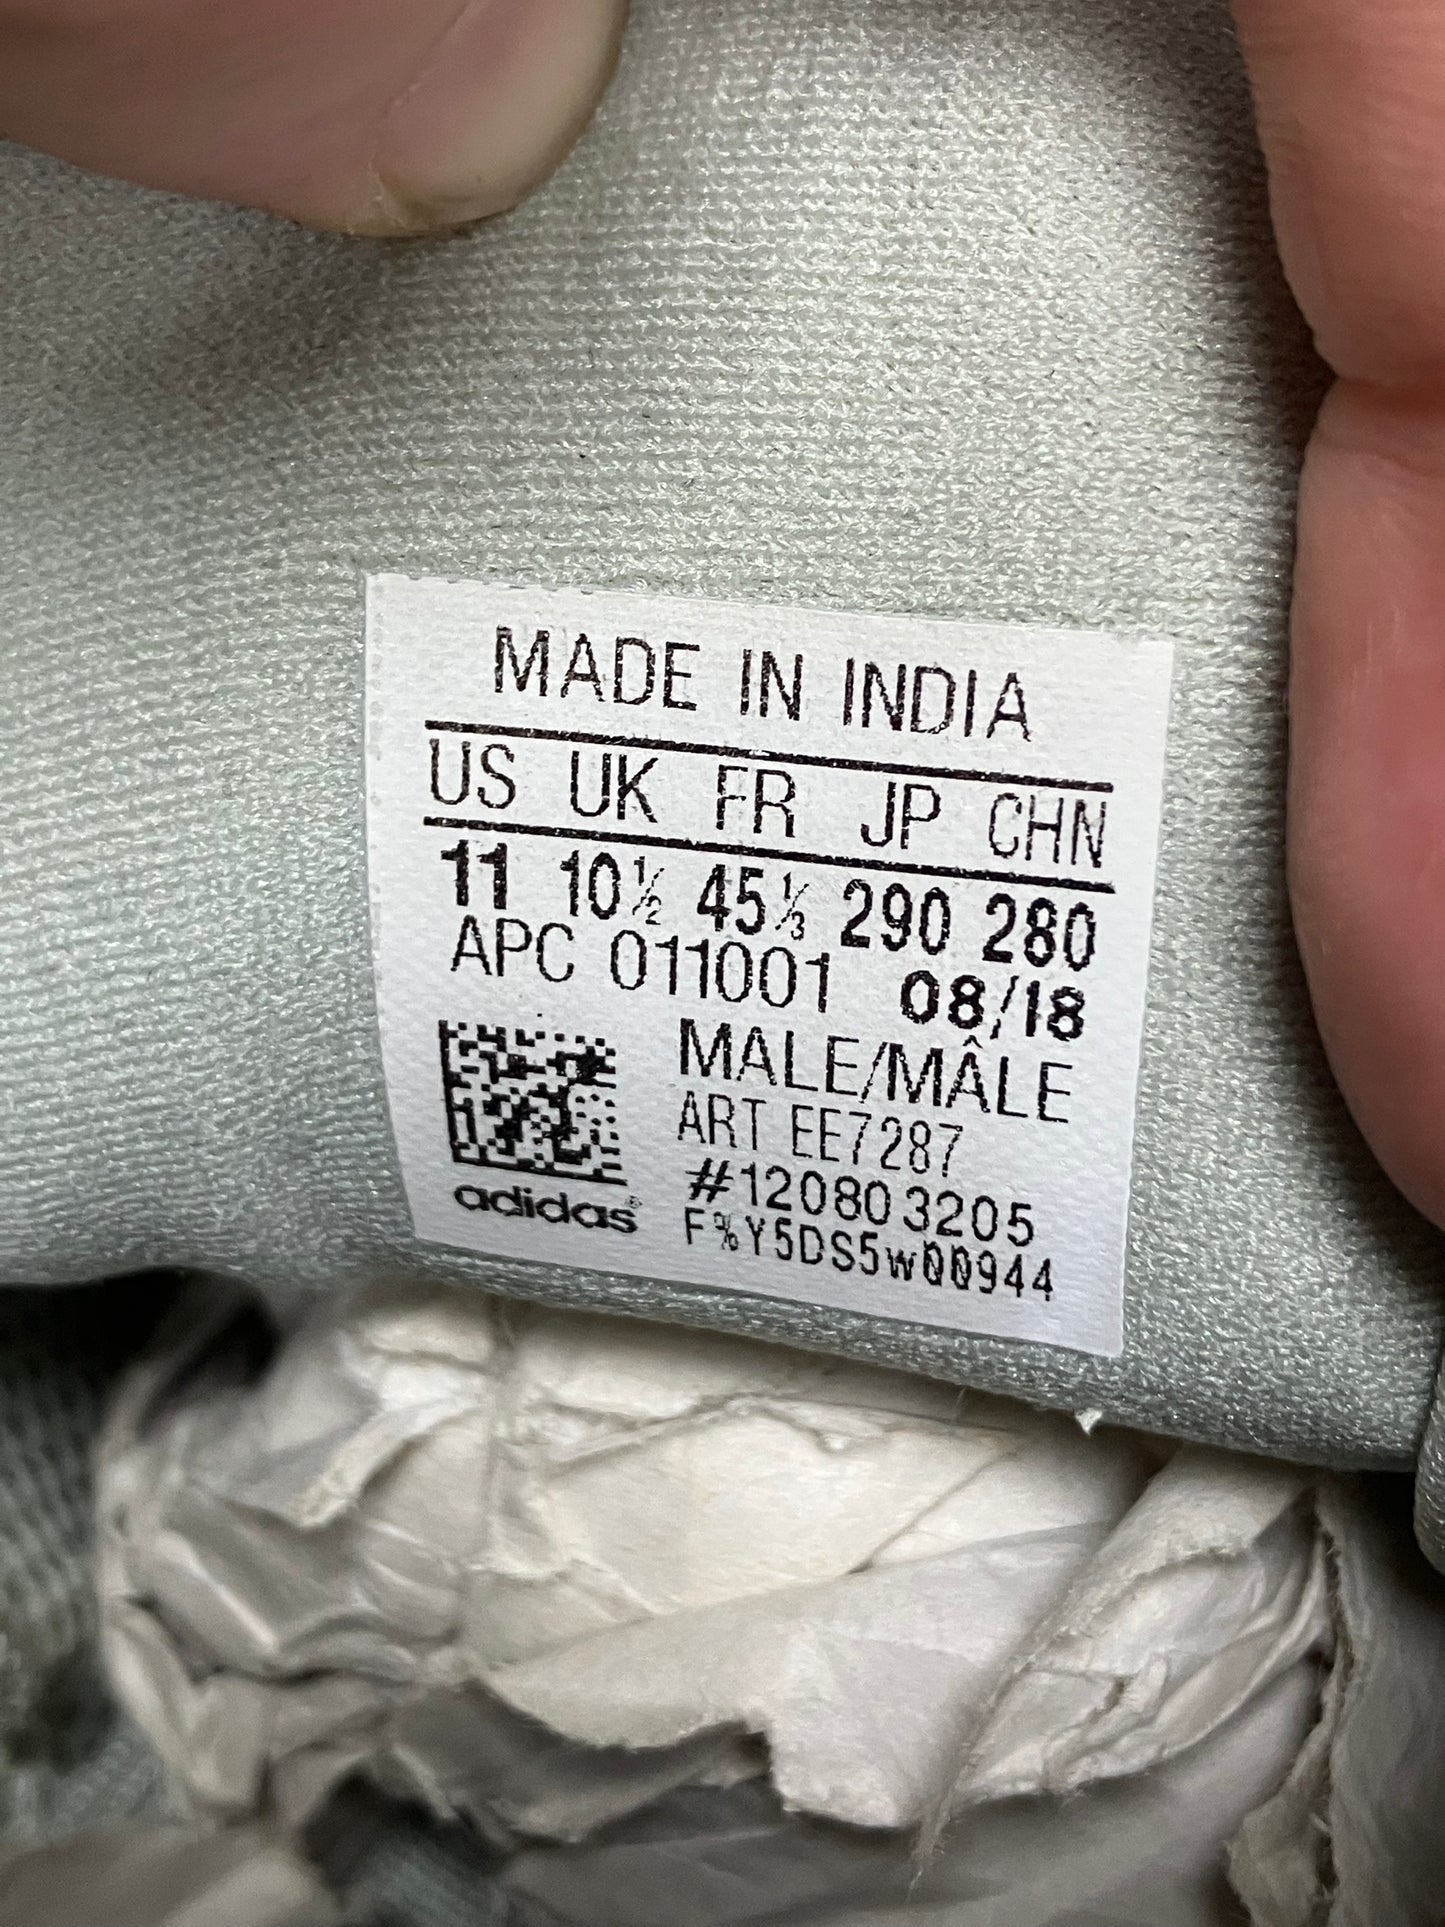 MADE IN INDIA
US UK FR JP CHN
11 10½ 45⅓ 290 280
APC 011001 08/18
MALE/MÂLE
ART EE7287
#120803205
F%Y5DS5w00944
adidas®